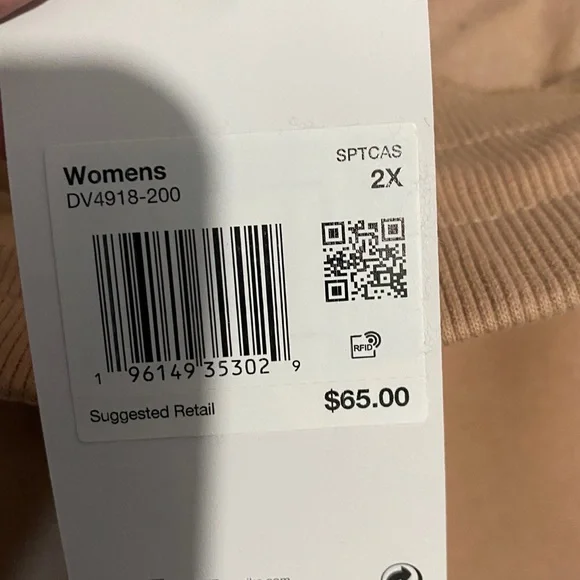 Womens
SPTCAS
DV4918-200
2X
RFID
1 96149 35302 9
Suggested Retail
$65.00